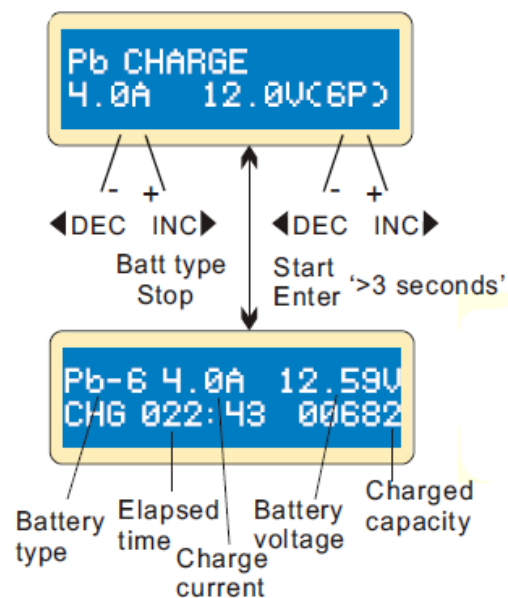 Pb CHARGE
4.0A 12.0V(6P)
- + - +
◀DEC INC▶ ◀DEC INC▶
Batt type
Stop
Start
Enter
'>3 seconds'
Pb-6 4.0A 12.59V
CHG 022:43 00682
Battery
type
Elapsed
time
Charge
current
Battery
voltage
Charged
capacity